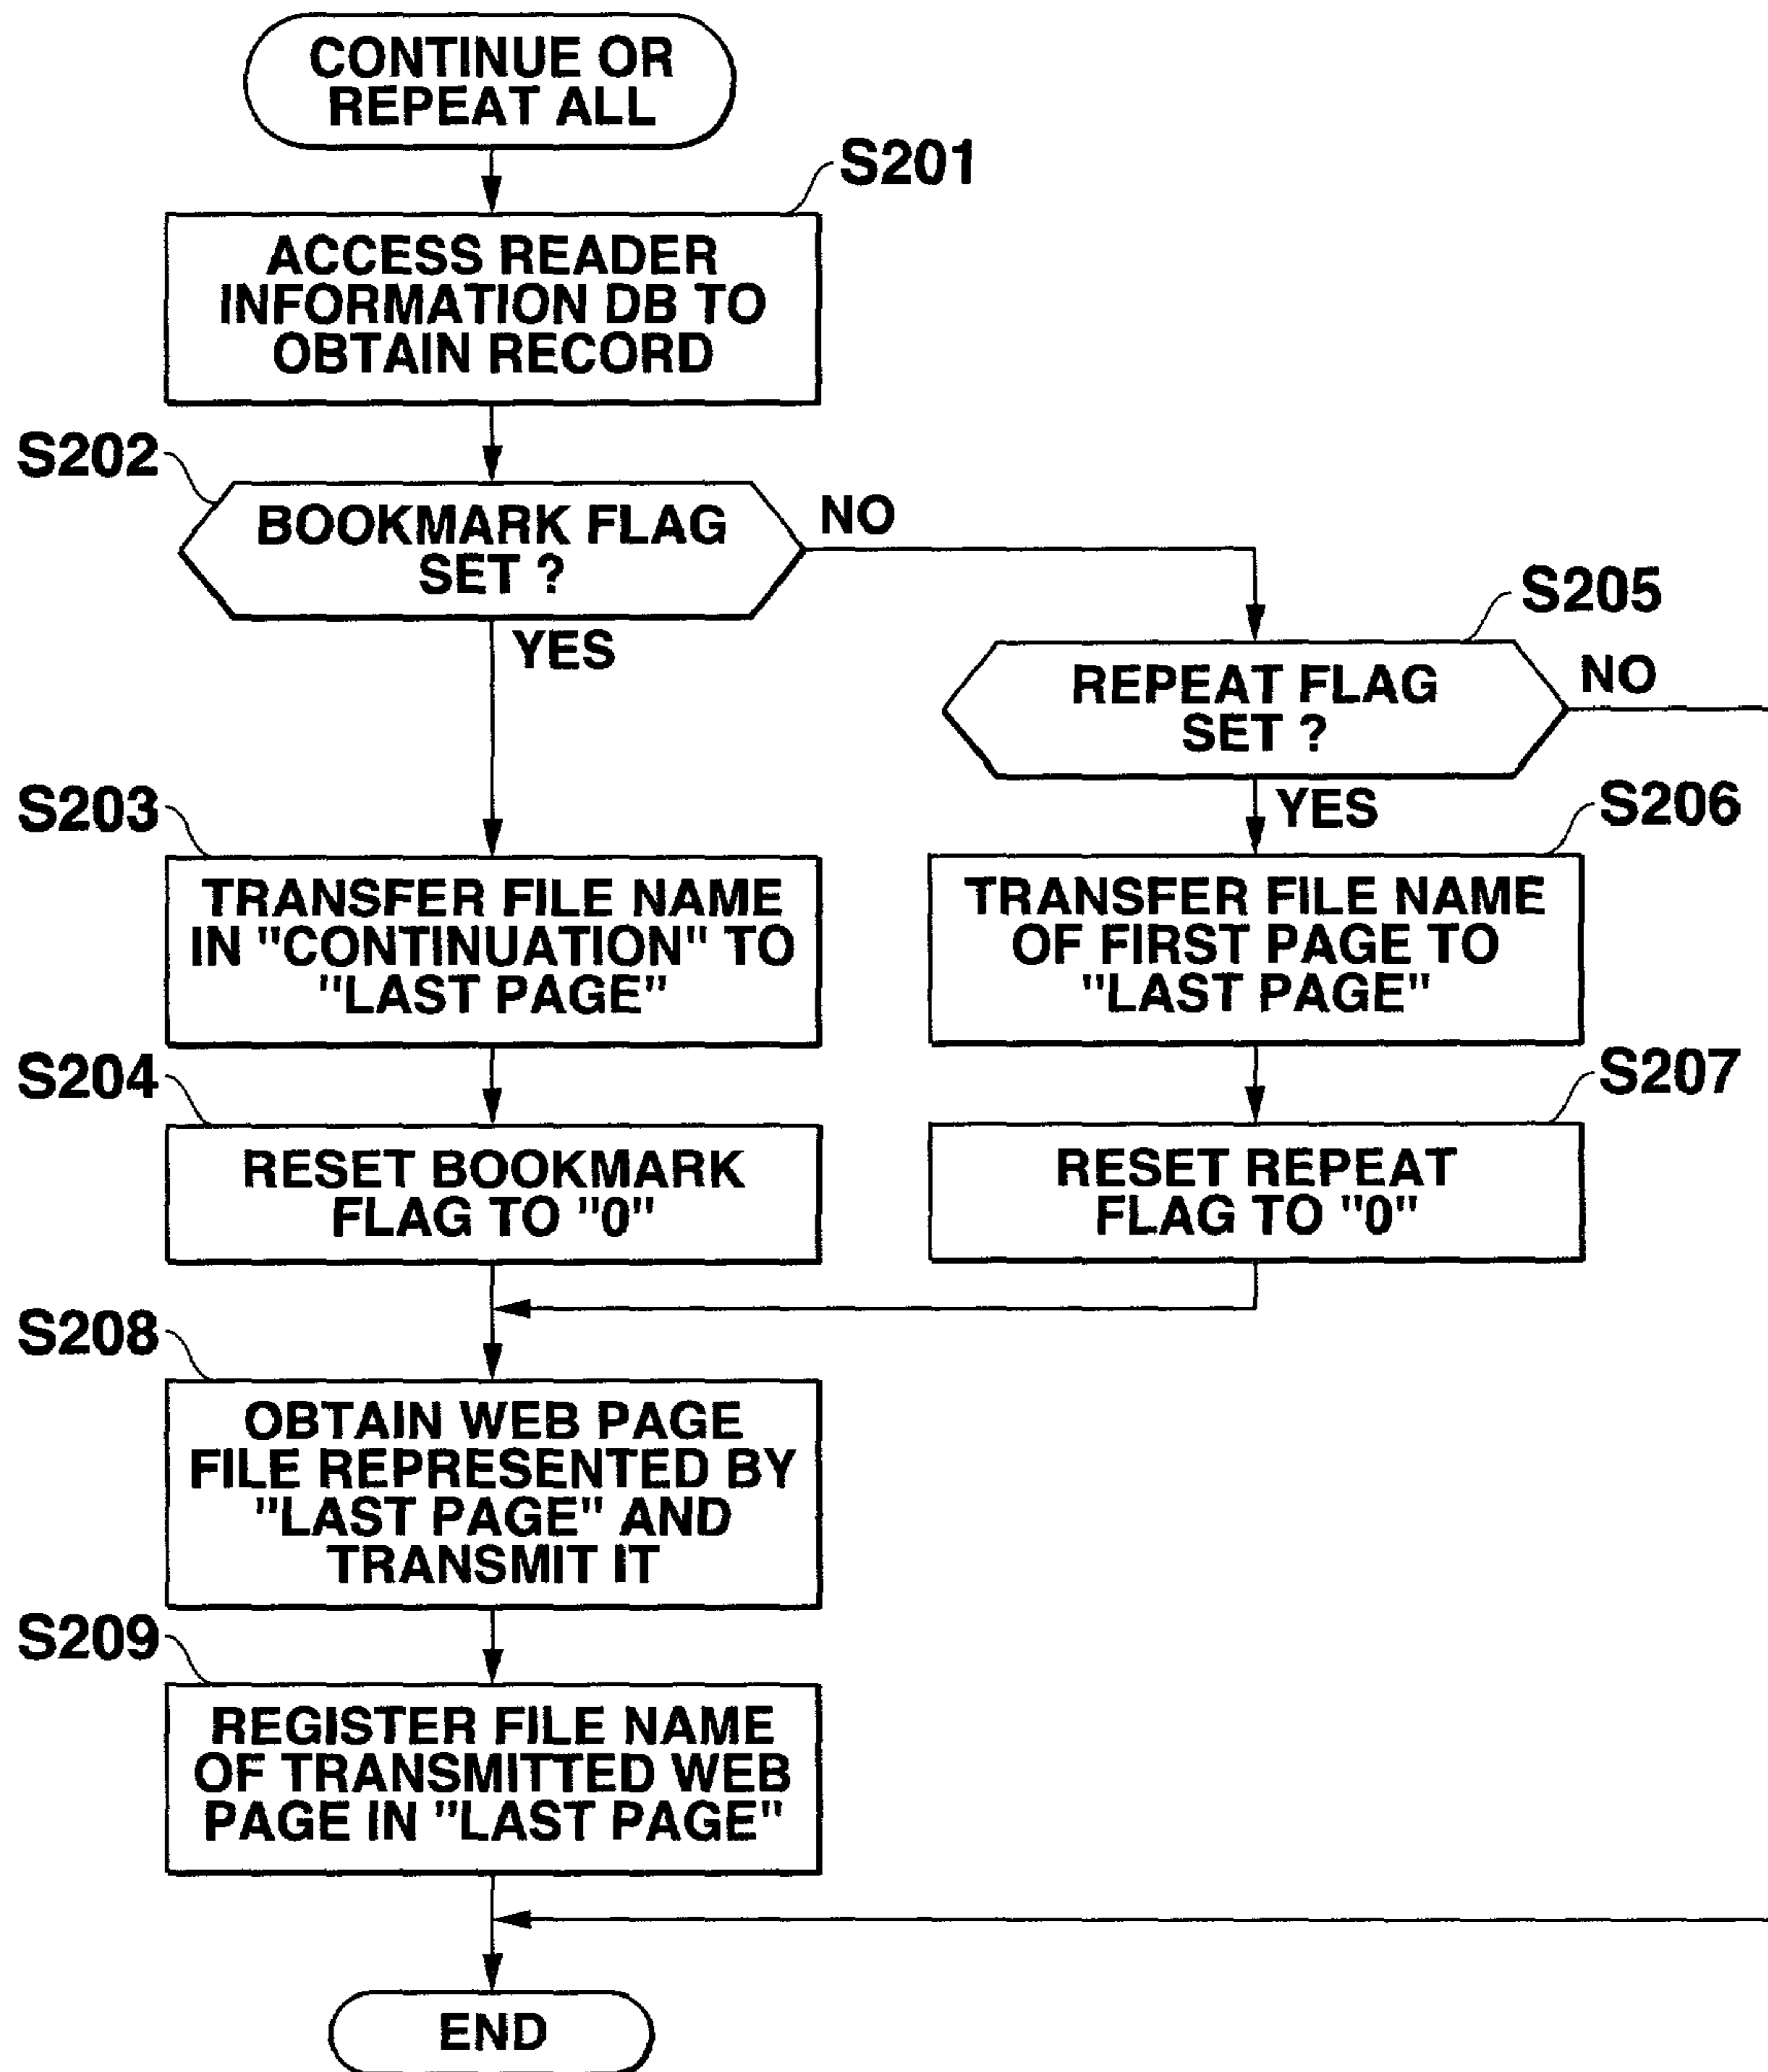 CONTINUE OR
REPEAT ALL
S201
ACCESS READER
INFORMATION DB TO
OBTAIN RECORD
S202
BOOKMARK FLAG
SET ?
NO
YES
S205
REPEAT FLAG
SET ?
NO
YES
S203
TRANSFER FILE NAME
IN "CONTINUATION" TO
"LAST PAGE"
S206
TRANSFER FILE NAME
OF FIRST PAGE TO
"LAST PAGE"
S204
RESET BOOKMARK
FLAG TO "0"
S207
RESET REPEAT
FLAG TO "0"
S208
OBTAIN WEB PAGE
FILE REPRESENTED BY
"LAST PAGE" AND
TRANSMIT IT
S209
REGISTER FILE NAME
OF TRANSMITTED WEB
PAGE IN "LAST PAGE"
END